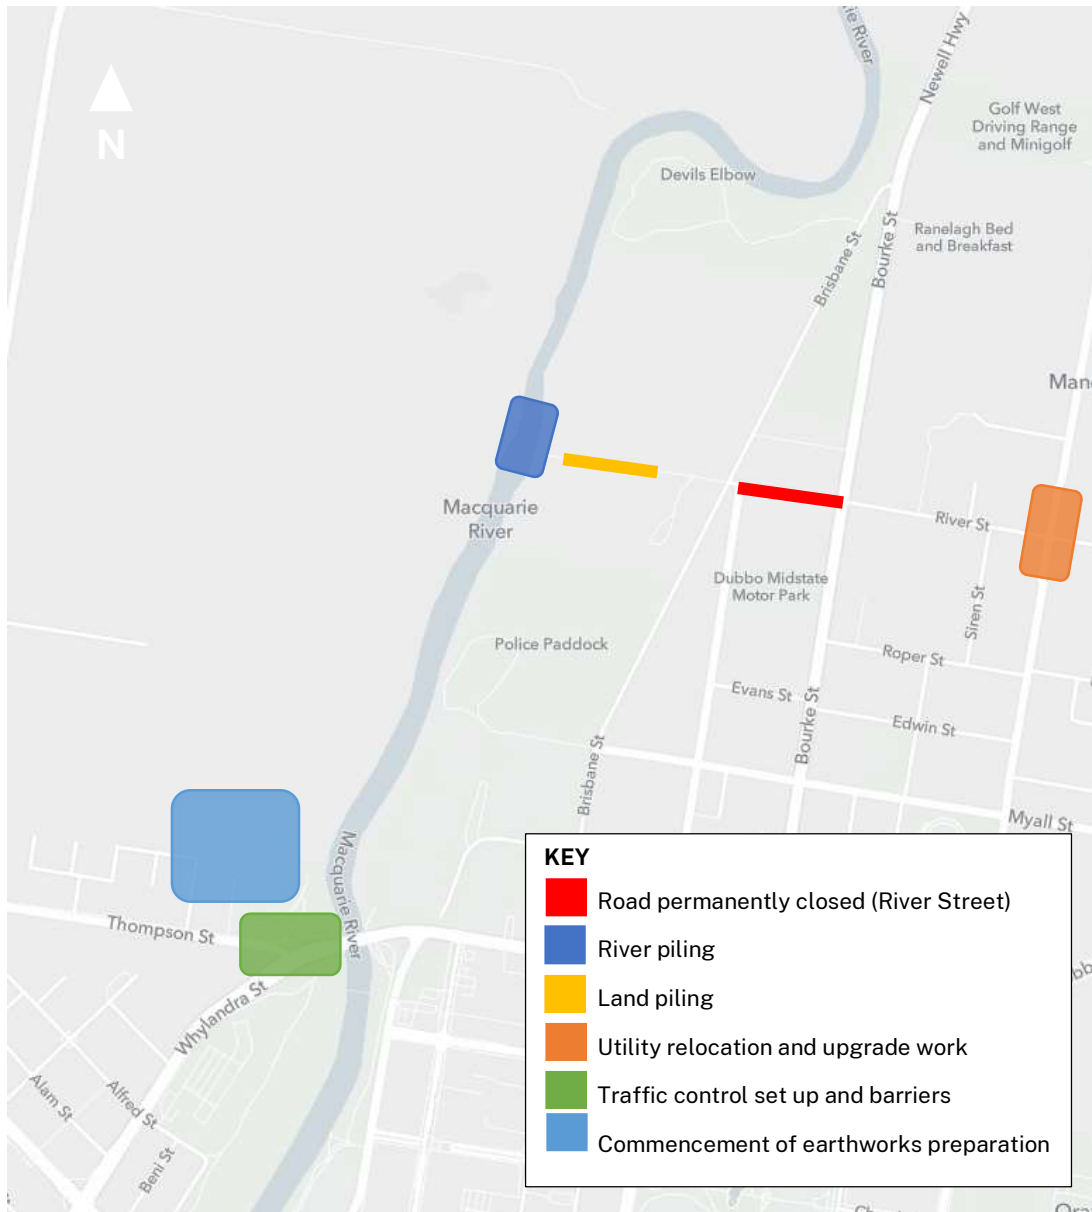 ie River
Newell Hwy
Golf West
Driving Range
and Minigolf
N
Devils Elbow
Ranelagh Bed
and Breakfast
Brisbane St
Bourke St
Macquarie
River
River St
Dubbo Midstate
Motor Park
Siren St
Police Paddock
Roper St
Evans St
Edwin St
Bourke St
Brisbane St
Myall St
Macquarie River
Thompson St
Whylandra St
Alam St
Alfred St
Beni St
KEY
Road permanently closed (River Street)
River piling
Land piling
Utility relocation and upgrade work
Traffic control set up and barriers
Commencement of earthworks preparation